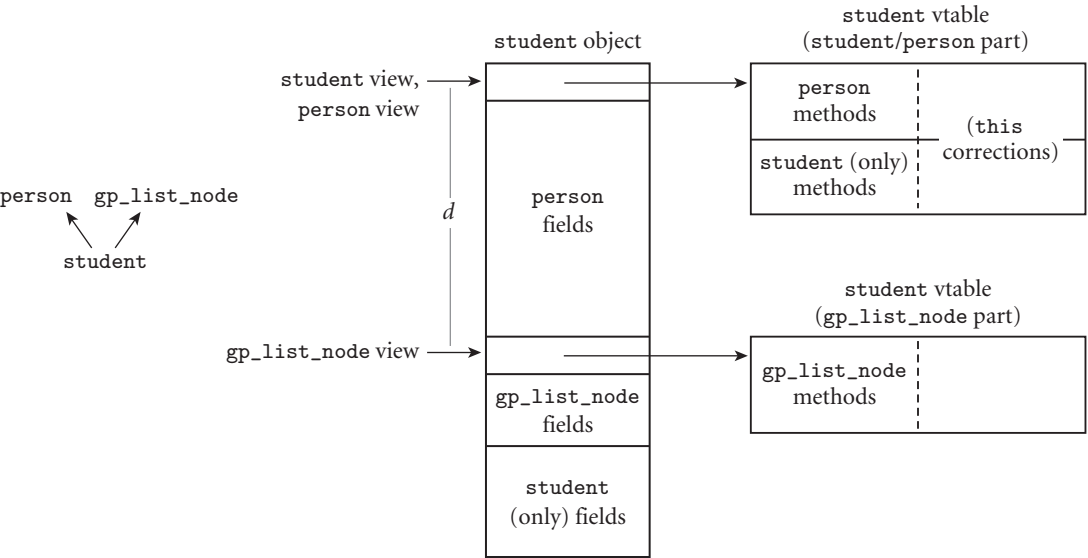 student vtable
(student/person part)
student object
student view,
person view
person
methods
(this
corrections)
student (only)
methods
person gp_list_node
student
d
person
fields
student vtable
(gp_list_node part)
gp_list_node view
gp_list_node
methods
gp_list_node
fields
student
(only) fields